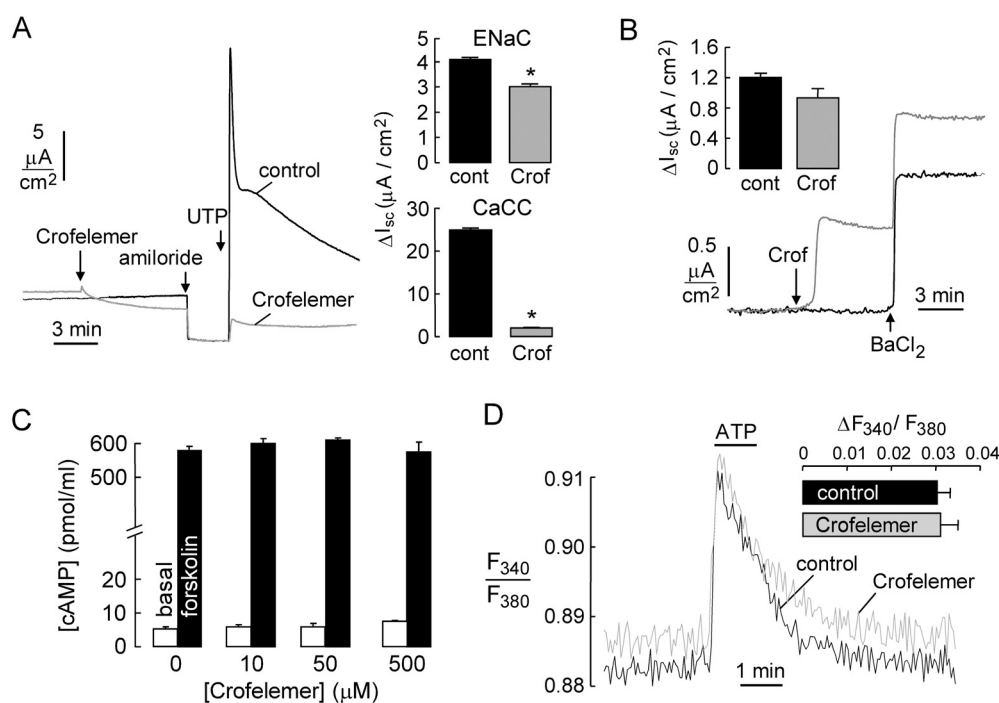 A
5
μA
cm2
Crofelemer
amiloride
UTP
control
Crofelemer
3 min
5
4
3
2
1
0
ENaC
*
cont Crof
ΔIsc (μA / cm2)
30
20
10
0
CaCC
*
cont Crof
B
1.6
1.2
0.8
0.4
0
ΔIsc (μA / cm2)
cont Crof
0.5
μA
cm2
Crof
3 min
BaCl2
C
[cAMP] (pmol/ml)
600
500
20
10
0
basal
forskolin
0 10 50 500
[Crofelemer] (μM)
D
ATP
ΔF340/ F380
0 0.01 0.02 0.03 0.04
control
Crofelemer
0.91
0.90
0.89
0.88
F340
F380
control
Crofelemer
1 min